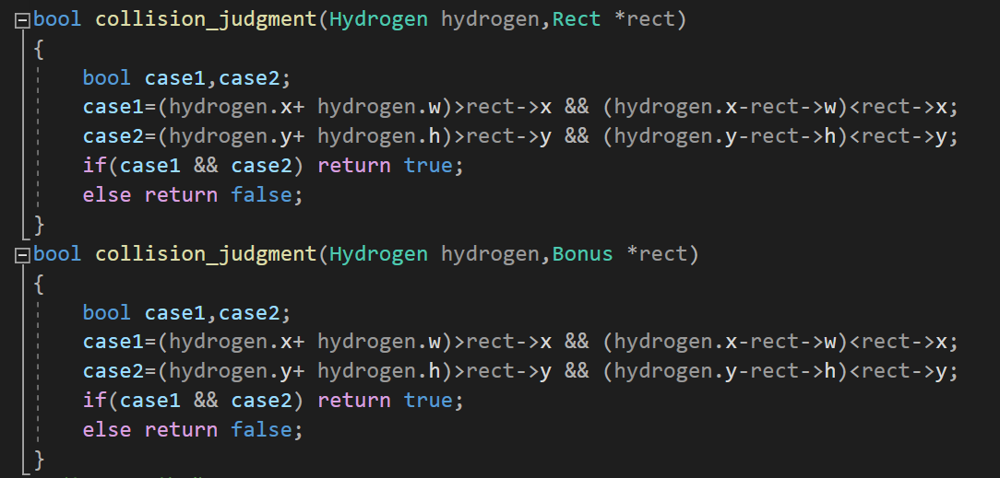 bool collision_judgment(Hydrogen hydrogen,Rect *rect)
{
    bool case1,case2;
    case1=(hydrogen.x+ hydrogen.w)>rect->x && (hydrogen.x-rect->w)<rect->x;
    case2=(hydrogen.y+ hydrogen.h)>rect->y && (hydrogen.y-rect->h)<rect->y;
    if(case1 && case2) return true;
    else return false;
}
bool collision_judgment(Hydrogen hydrogen,Bonus *rect)
{
    bool case1,case2;
    case1=(hydrogen.x+ hydrogen.w)>rect->x && (hydrogen.x-rect->w)<rect->x;
    case2=(hydrogen.y+ hydrogen.h)>rect->y && (hydrogen.y-rect->h)<rect->y;
    if(case1 && case2) return true;
    else return false;
}